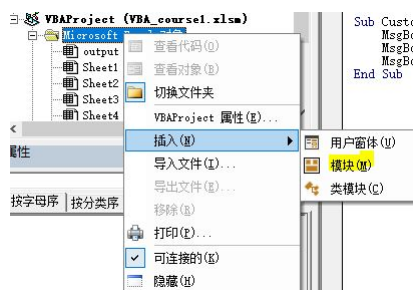 VBAProject (VBA_course1.xlsm)
Microsoft Excel 对象
output
Sheet1
Sheet2
Sheet3
Sheet4
属性
按字母序 按分类序
查看代码(O)
查看对象(B)
切换文件夹
VBAProject 属性(E)...
插入(N)
导入文件(I)...
导出文件(E)...
移除(R)
打印(P)...
可连接的(K)
隐藏(H)
用户窗体(U)
模块(M)
类模块(C)
Sub Custo
MsgBo
MsgBo
MsgBo
End Sub